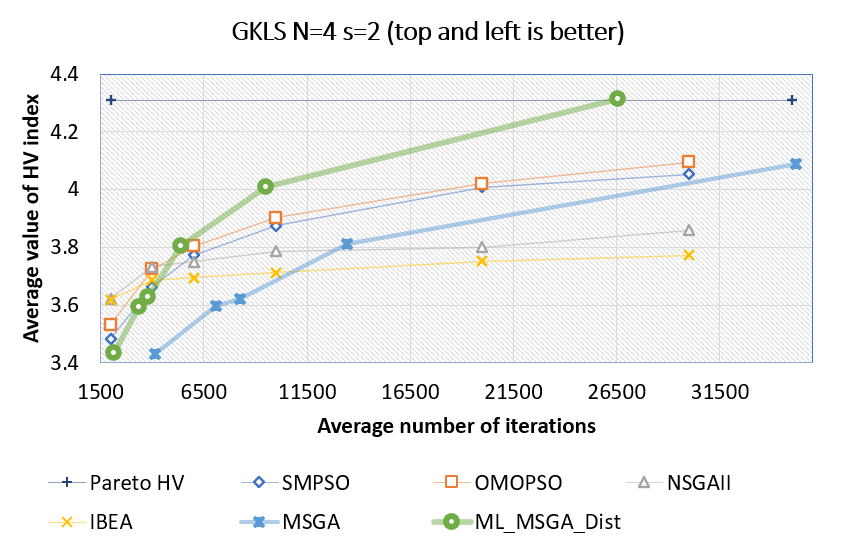 GKLS N=4 s=2 (top and left is better)
4.4
4.2
4
3.8
3.6
3.4
Average value of HV index
1500 6500 11500 16500 21500 26500 31500
Average number of iterations
Pareto HV SMPSO OMOPSO NSGAII
IBEA MSGA ML_MSGA_Dist